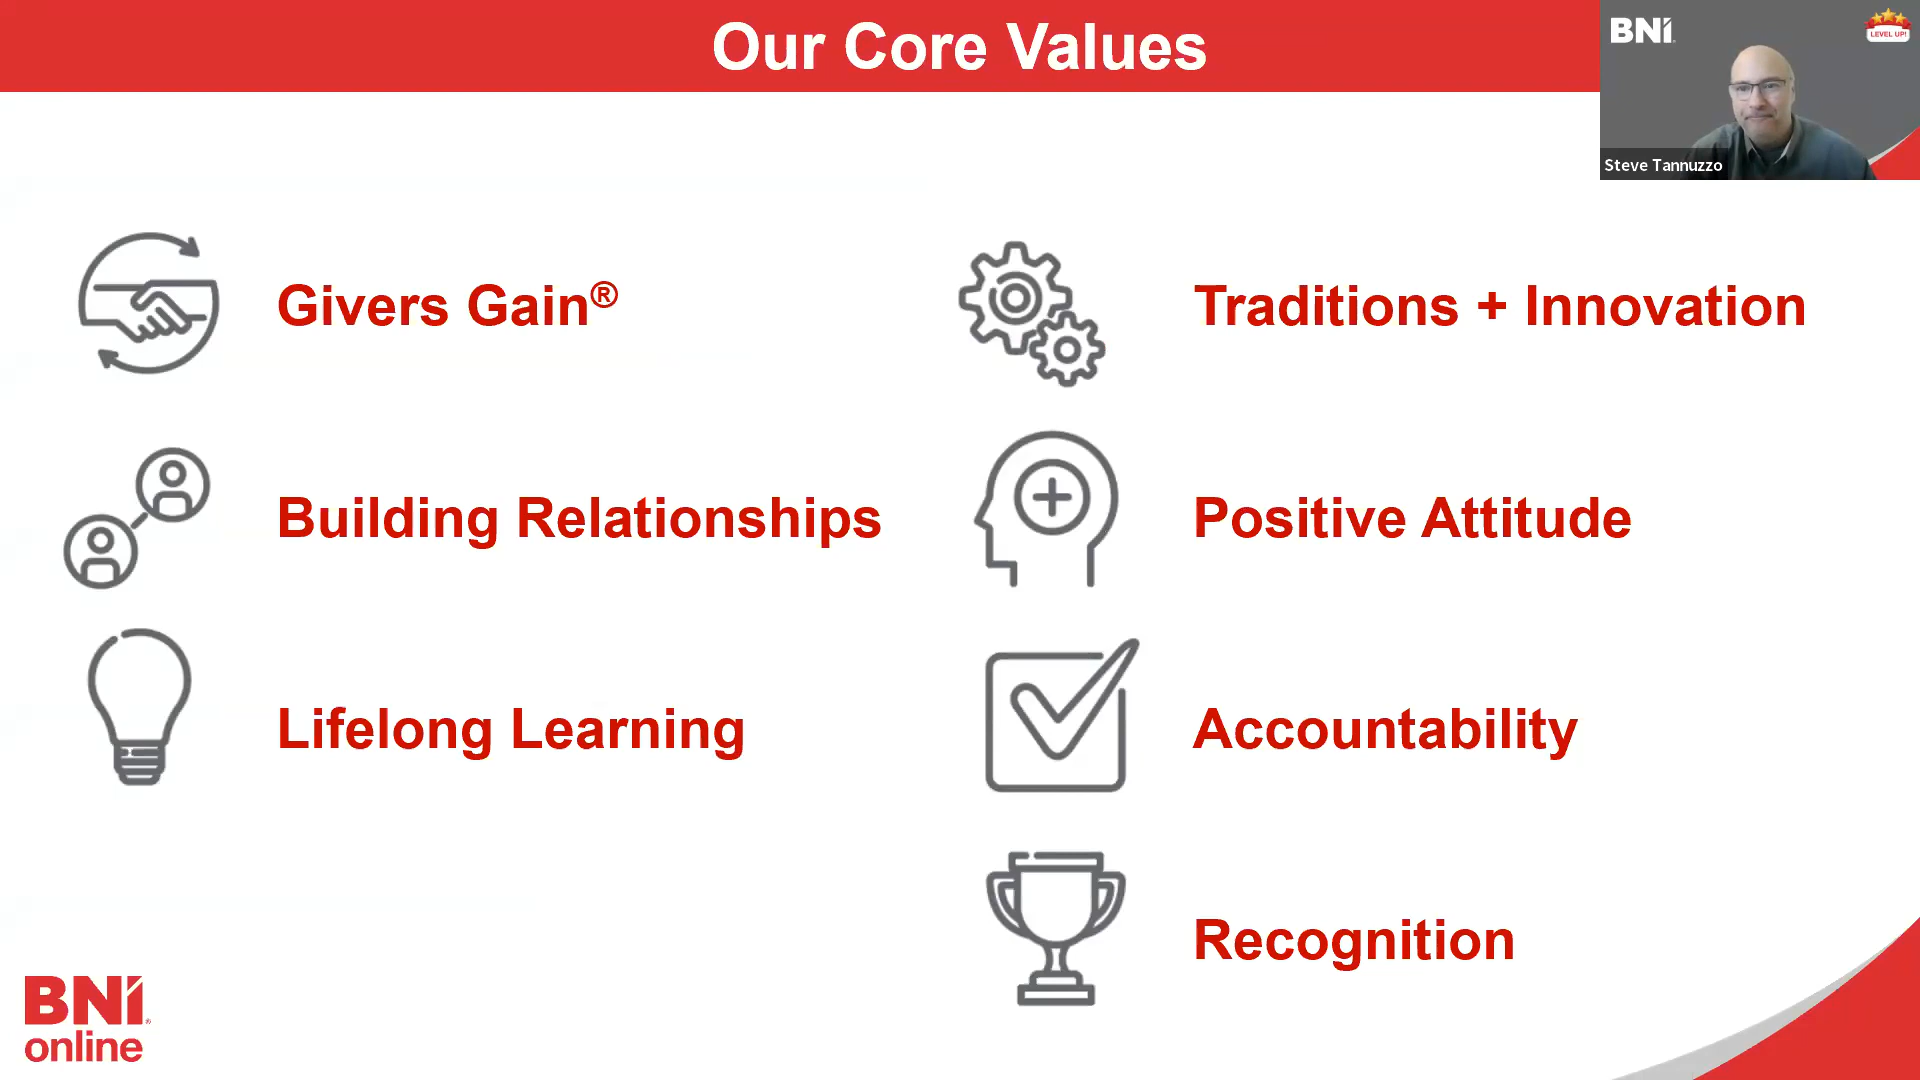 Our Core Values
BNI
LEVEL UP!
Steve Tannuzzo
Givers Gain®
Traditions + Innovation
Building Relationships
Positive Attitude
Lifelong Learning
Accountability
Recognition
BNI®
online